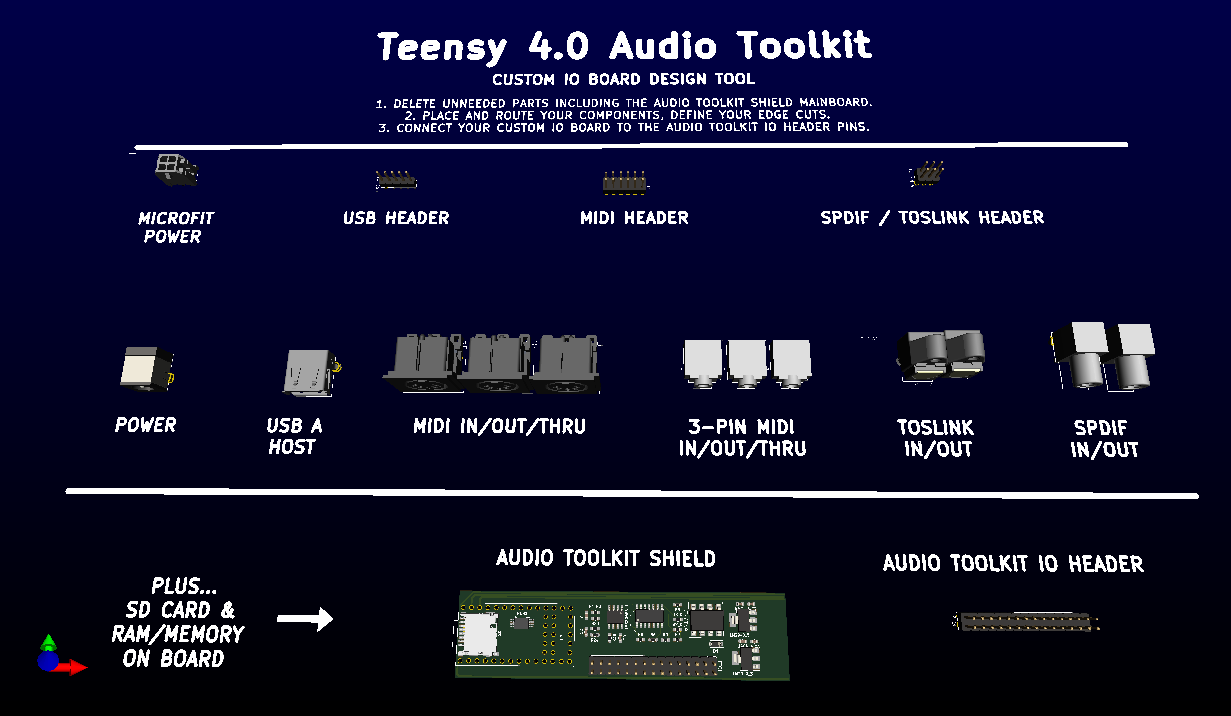 Teensy 4.0 Audio Toolkit
CUSTOM IO BOARD DESIGN TOOL
1. DELETE UNNEEDED PARTS INCLUDING THE AUDIO TOOLKIT SHIELD MAINBOARD.
2. PLACE AND ROUTE YOUR COMPONENTS, DEFINE YOUR EDGE CUTS.
3. CONNECT YOUR CUSTOM IO BOARD TO THE AUDIO TOOLKIT IO HEADER PINS.
MICROFIT
POWER
USB HEADER
MIDI HEADER
SPDIF / TOSLINK HEADER
POWER
USB A
HOST
MIDI IN/OUT/THRU
3-PIN MIDI
IN/OUT/THRU
TOSLINK
IN/OUT
SPDIF
IN/OUT
PLUS...
SD CARD &
RAM/MEMORY
ON BOARD
AUDIO TOOLKIT SHIELD
AUDIO TOOLKIT IO HEADER